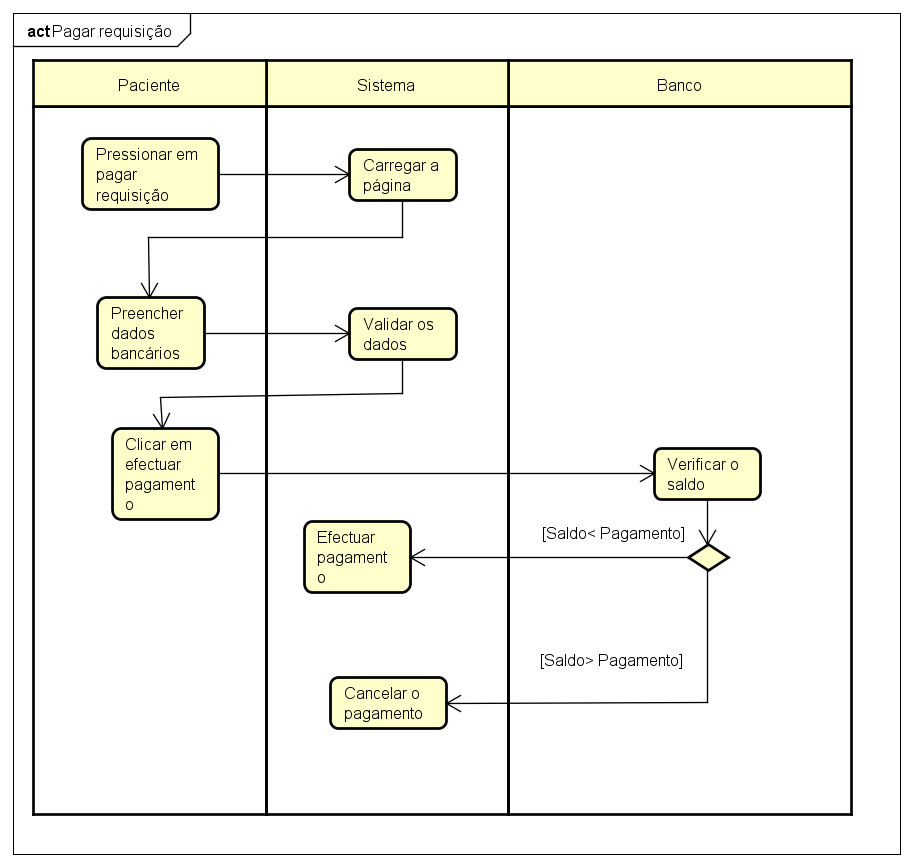 act Pagar requisição
Paciente
Sistema
Banco
Pressionar em
pagar
requisição
Carregar a
página
Preencher
dados
bancários
Validar os
dados
Clicar em
efectuar
pagament
o
Verificar o
saldo
[Saldo< Pagamento]
Efectuar
pagament
o
[Saldo> Pagamento]
Cancelar o
pagamento